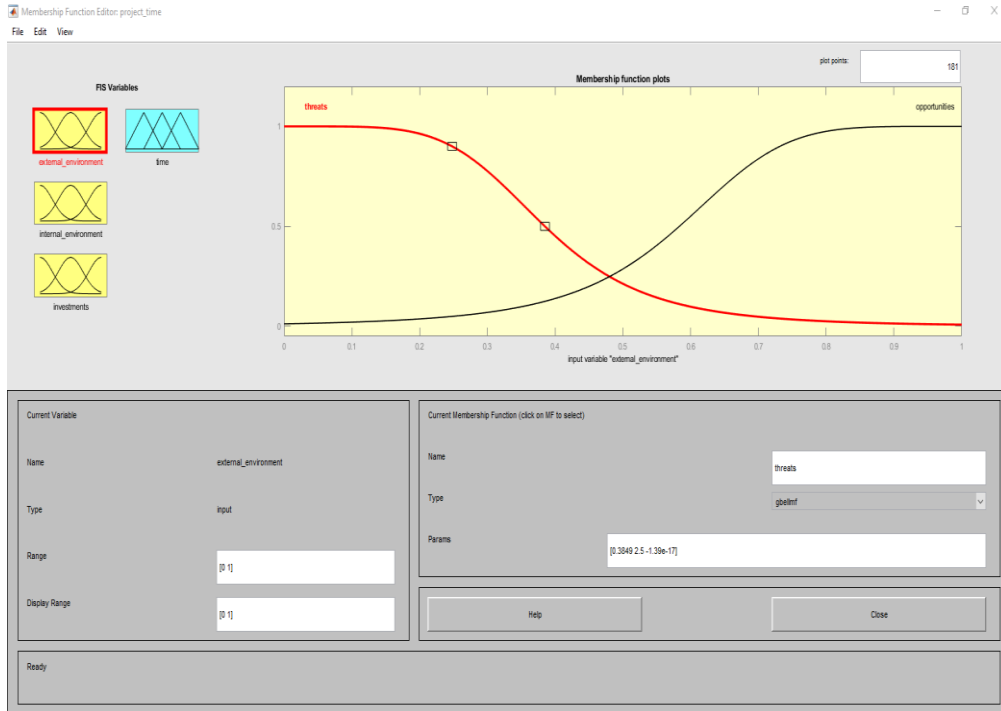 Membership Function Editor: project_time
File Edit View
plot points: 181
FIS Variables
external_environment
time
internal_environment
investments
Membership function plots
threats
opportunities
1
0.5
0
0 0.1 0.2 0.3 0.4 0.5 0.6 0.7 0.8 0.9 1
input variable "external_environment"
Current Variable
Name external_environment
Type input
Range [0 1]
Display Range [0 1]
Current Membership Function (click on MF to select)
Name threats
Type gbellmf
Params [0.3849 2.5 -1.39e-17]
Help Close
Ready